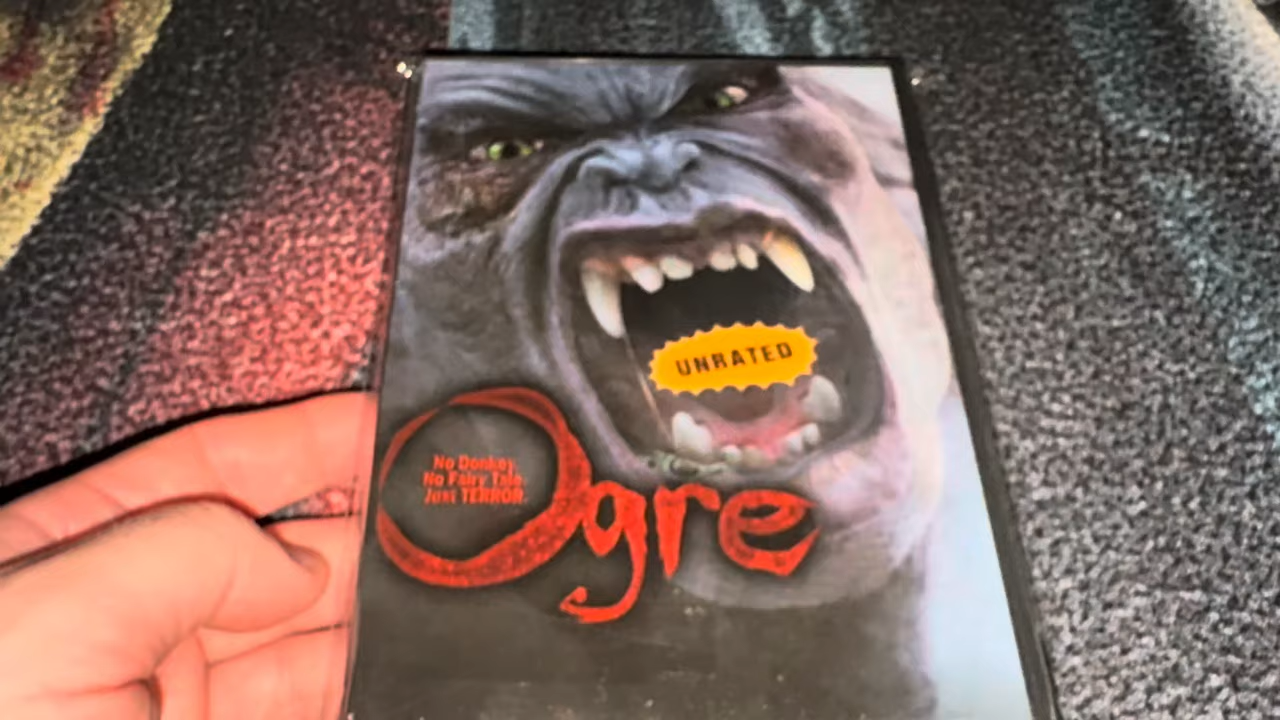 UNRATED
No Donkey.
No Fairy Tale.
Just TERROR.
Ogre